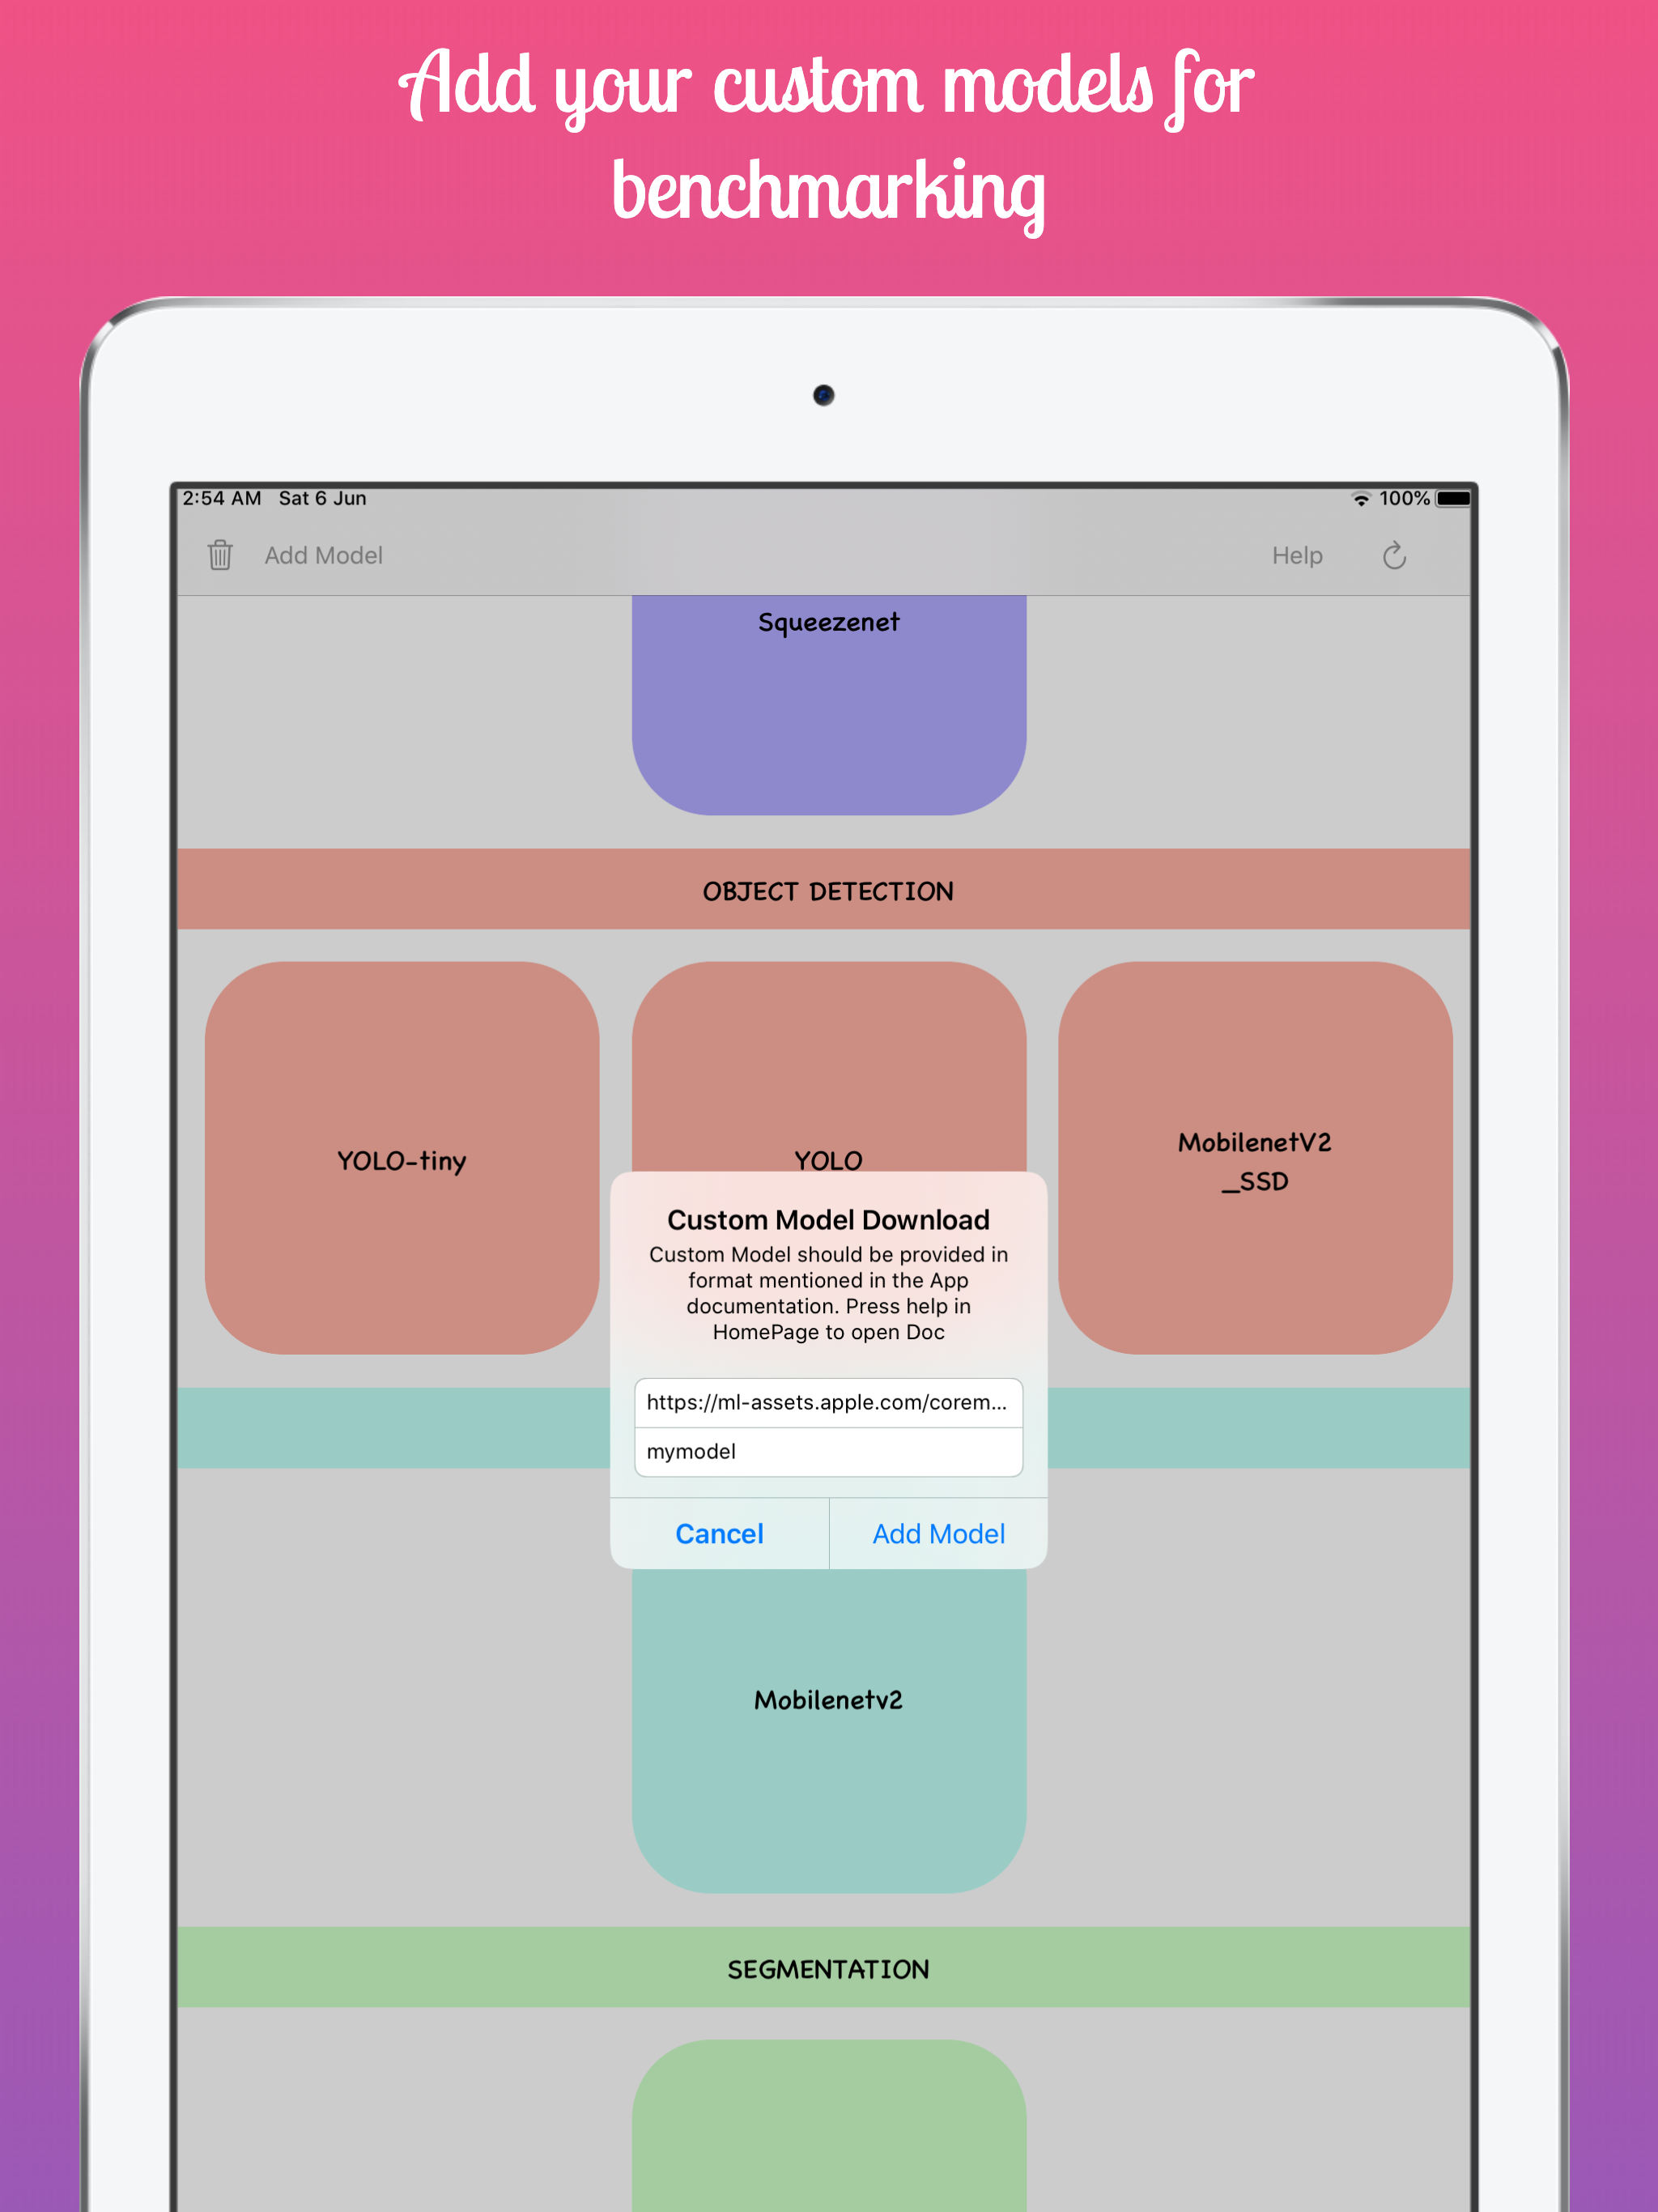 Add your custom models for
benchmarking
2:54 AM Sat 6 Jun
100%
Add Model
Help
Squeezenet
OBJECT DETECTION
YOLO-tiny
YOLO
MobilenetV2
_SSD
Custom Model Download
Custom Model should be provided in
format mentioned in the App
documentation. Press help in
HomePage to open Doc
https://ml-assets.apple.com/corem...
mymodel
Cancel
Add Model
Mobilenetv2
SEGMENTATION